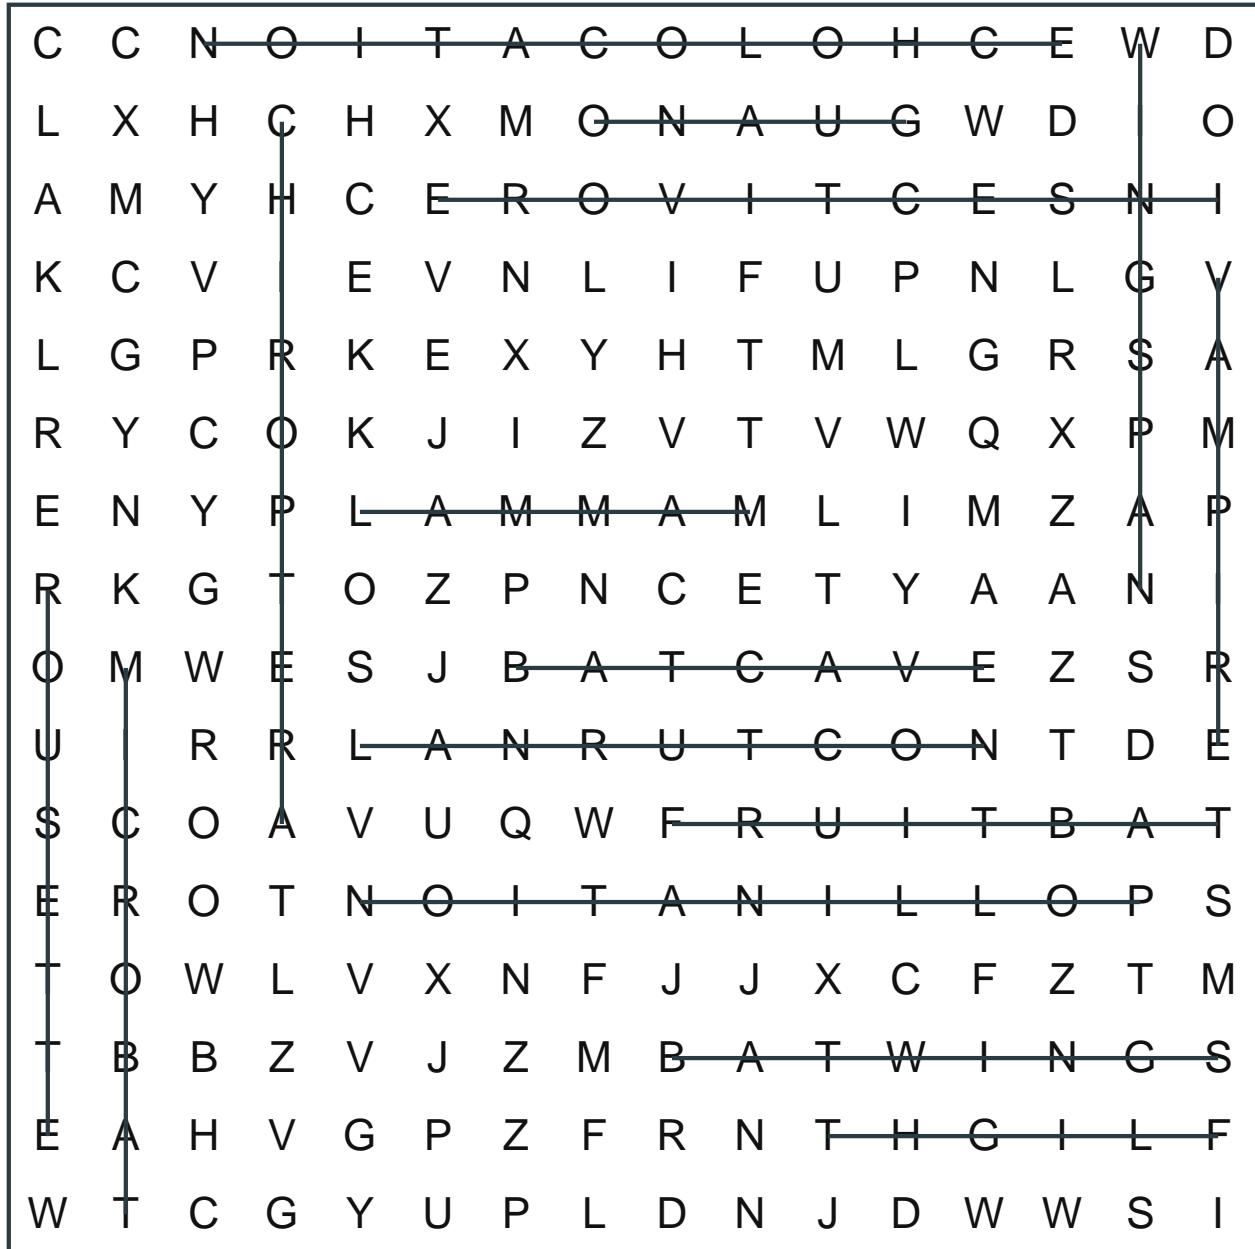 C C N O I T A C O L O H C E W D
L X H C H X M O N A U G W D I O
A M Y H C E R O V I T C E S N I
K C V I E V N L I F U P N L G V
L G P R K E X Y H T M L G R S A
R Y C O K J I Z V T V W Q X P M
E N Y P L A M M A M L I M Z A P
R K G T O Z P N C E T Y A A N I
O M W E S J B A T C A V E Z S R
U I R R L A N R U T C O N T D E
S C O A V U Q W F R U I T B A T
E R O T N O I T A N I L L O P S
T O W L V X N F J J X C F Z T M
T B B Z V J Z M B A T W I N G S
E A H V G P Z F R N T H G I L F
W T C G Y U P L D N J D W W S I